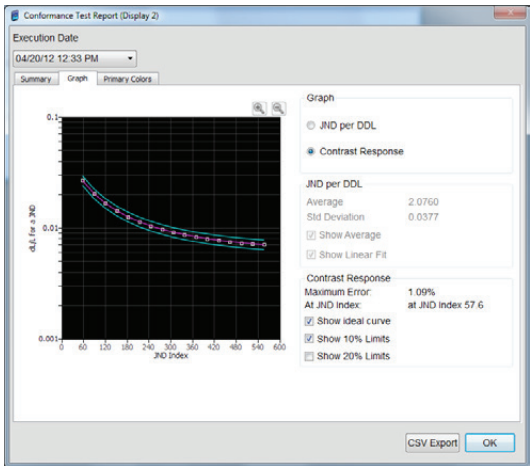 Conformance Test Report (Display 2)
Execution Date
04/20/12 12:33 PM
Summary Graph Primary Colors
0.1
0.01
0.001
dL/L for a JND
0 60 120 180 240 300 360 420 480 540 600
JND Index
Graph
JND per DDL
Contrast Response
JND per DDL
Average 2.0760
Std Deviation 0.0377
Show Average
Show Linear Fit
Contrast Response
Maximum Error: 1.09%
At JND Index: at JND Index 57.6
Show ideal curve
Show 10% Limits
Show 20% Limits
CSV Export OK